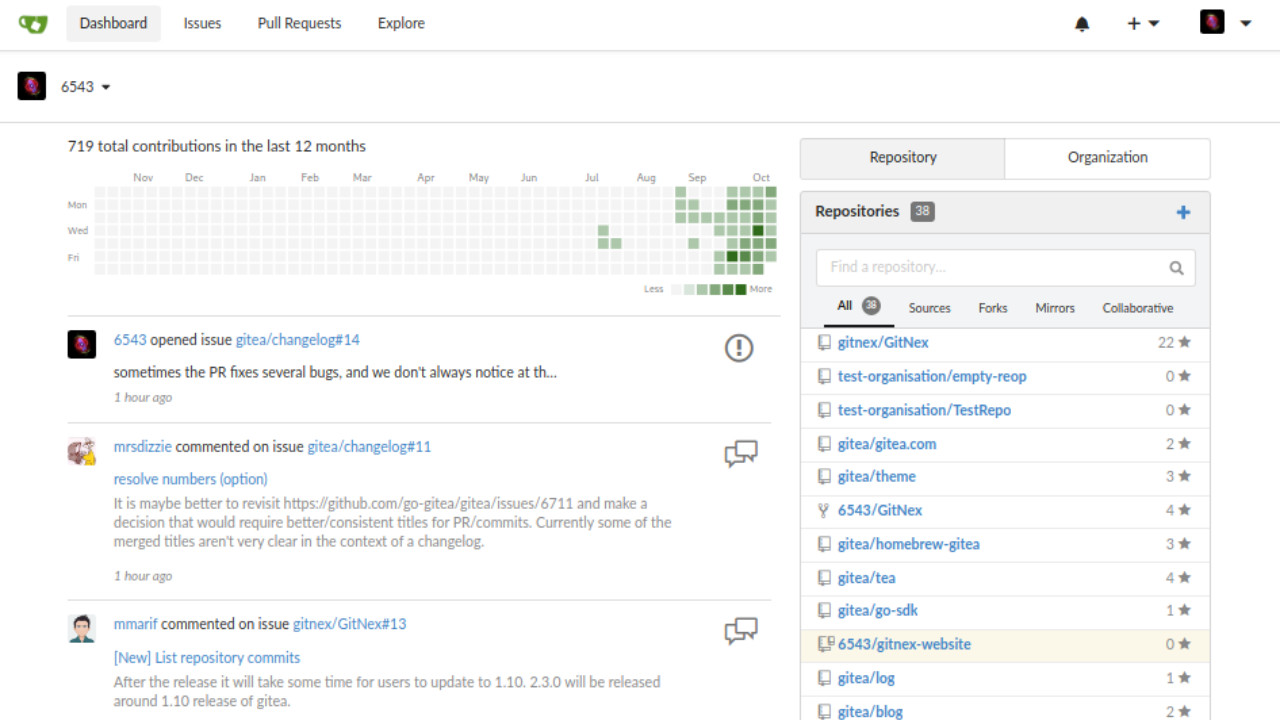 Dashboard Issues Pull Requests Explore
6543
719 total contributions in the last 12 months
Nov Dec Jan Feb Mar Apr May Jun Jul Aug Sep Oct
Mon
Wed
Fri
Less More
6543 opened issue gitea/changelog#14
sometimes the PR fixes several bugs, and we don't always notice at th...
1 hour ago
mrsdizzie commented on issue gitea/changelog#11
resolve numbers (option)
It is maybe better to revisit https://github.com/go-gitea/gitea/issues/6711 and make a
decision that would require better/consistent titles for PR/commits. Currently some of the
merged titles aren't very clear in the context of a changelog.
1 hour ago
mmarif commented on issue gitnex/GitNex#13
[New] List repository commits
After the release it will take some time for users to update to 1.10. 2.3.0 will be released
around 1.10 release of gitea.
Repository Organization
Repositories 38
Find a repository...
All 38 Sources Forks Mirrors Collaborative
gitnex/GitNex 22
test-organisation/empty-reop 0
test-organisation/TestRepo 0
gitea/gitea.com 2
gitea/theme 3
6543/GitNex 4
gitea/homebrew-gitea 3
gitea/tea 4
gitea/go-sdk 1
6543/gitnex-website 0
gitea/log 1
gitea/blog 2